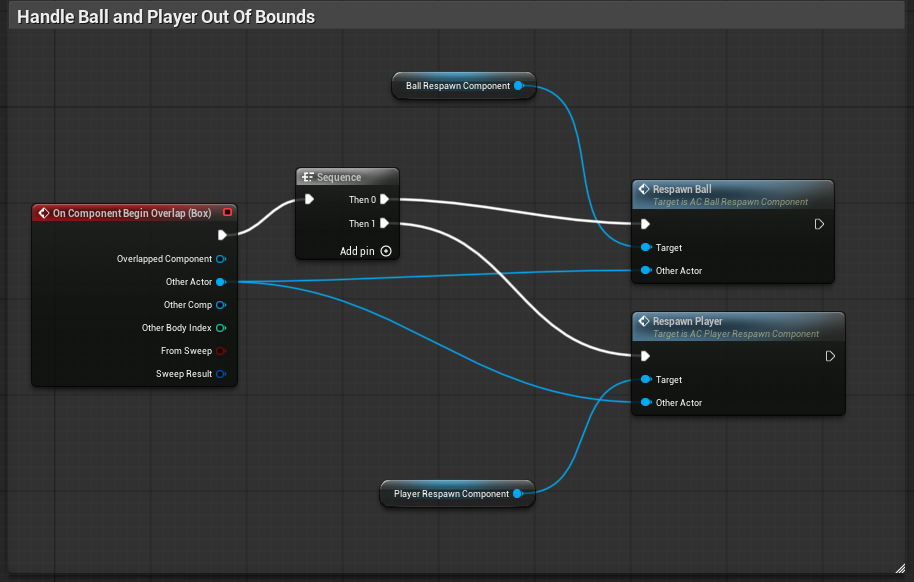 Handle Ball and Player Out Of Bounds
Ball Respawn Component
On Component Begin Overlap (Box)
Overlapped Component
Other Actor
Other Comp
Other Body Index
From Sweep
Sweep Result
Sequence
Then 0
Then 1
Add pin
Respawn Ball
Target is AC Ball Respawn Component
Target
Other Actor
Respawn Player
Target is AC Player Respawn Component
Target
Other Actor
Player Respawn Component